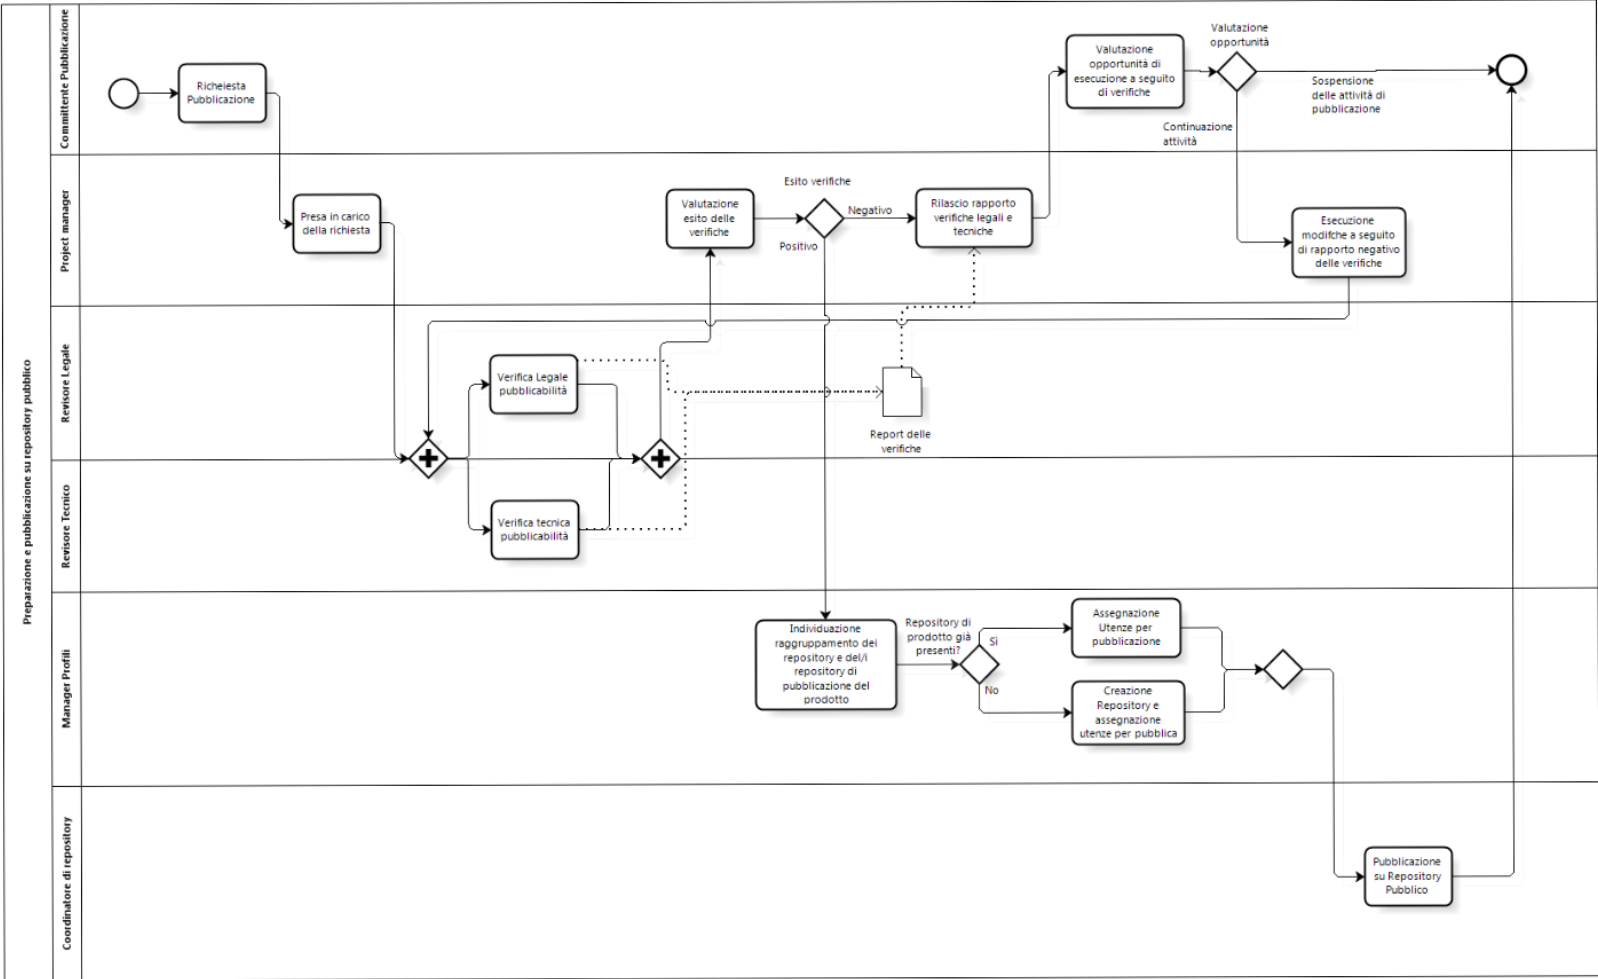 Preparazione e pubblicazione su repository pubblico
Committente Pubblicazione
Richeiesta
Pubblicazione
Valutazione
opportunità di
esecuzione a seguito
di verifiche
Valutazione
opportunità
Sospensione
delle attività di
pubblicazione
Continuazione
attività
Project manager
Presa in carico
della richiesta
Valutazione
esito delle
verifiche
Esito verifiche
Negativo
Positivo
Rilascio rapporto
verifiche legali e
tecniche
Esecuzione
modifche a seguito
di rapporto negativo
delle verifiche
Revisore Legale
Verifica Legale
pubblicabilità
Report delle
verifiche
Revisore Tecnico
Verifica tecnica
pubblicabilità
Manager Profili
Individuazione
raggruppamento dei
repository e del/i
repository di
pubblicazione del
prodotto
Repository di
prodotto già
presenti?
Sì
No
Assegnazione
Utenze per
pubblicazione
Creazione
Repository e
assegnazione
utenze per pubblica
Coordinatore di repository
Pubblicazione
su Repository
Pubblico